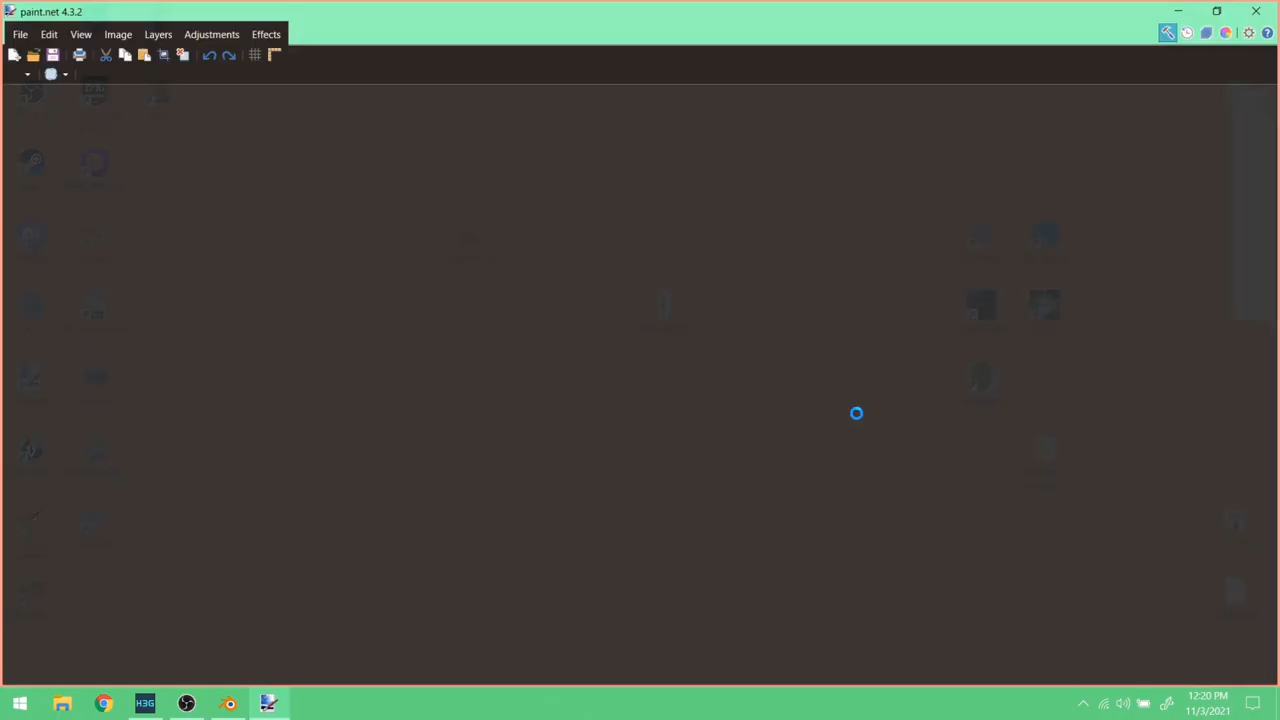 paint.net 4.3.2
File Edit View Image Layers Adjustments Effects
H3G
12:20 PM
11/3/2021